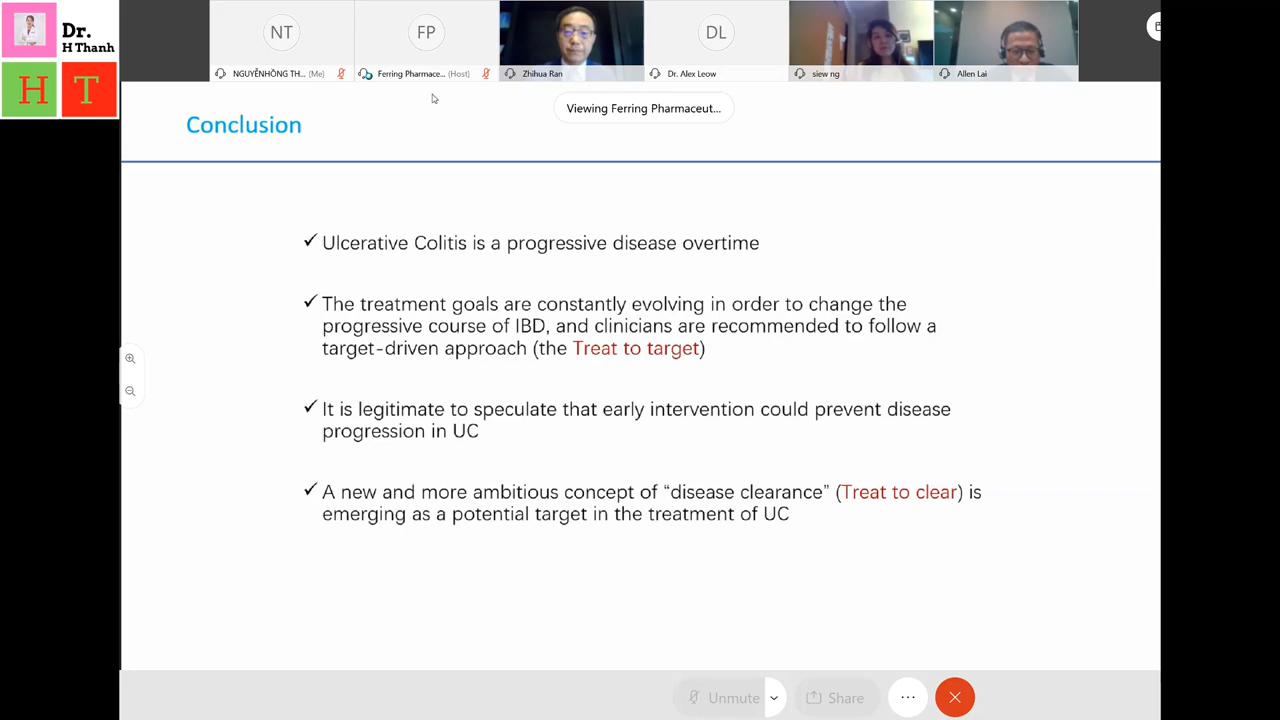 Dr.
H Thanh
H T
NT
FP
DL
NGUYỄNHỒNG TH... (Me)
Ferring Pharmace... (Host)
Zhihua Ran
Dr. Alex Leow
siew ng
Allen Lai
Viewing Ferring Pharmaceut...
Conclusion
✓ Ulcerative Colitis is a progressive disease overtime
✓ The treatment goals are constantly evolving in order to change the
progressive course of IBD, and clinicians are recommended to follow a
target-driven approach (the Treat to target)
✓ It is legitimate to speculate that early intervention could prevent disease
progression in UC
✓ A new and more ambitious concept of “disease clearance” (Treat to clear) is
emerging as a potential target in the treatment of UC
Unmute
Share